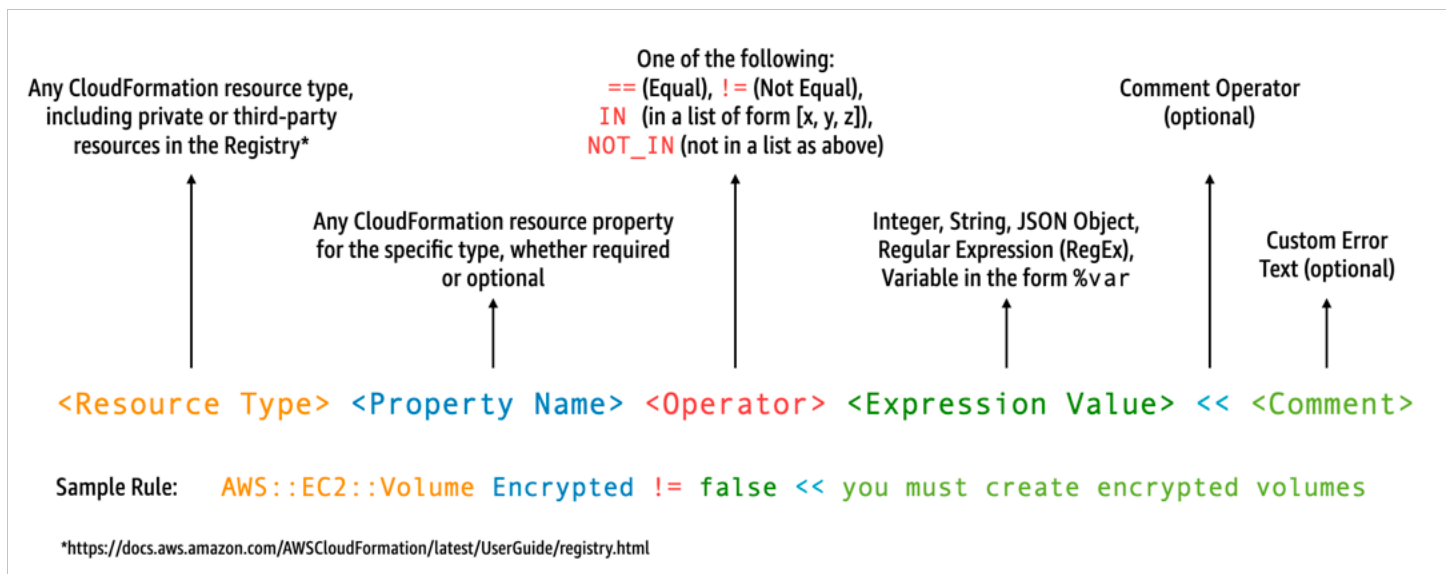 One of the following:
== (Equal), != (Not Equal),
IN (in a list of form [x, y, z]),
NOT_IN (not in a list as above)
Any CloudFormation resource type,
including private or third-party
resources in the Registry*
Comment Operator
(optional)
Any CloudFormation resource property
for the specific type, whether required
or optional
Integer, String, JSON Object,
Regular Expression (RegEx),
Variable in the form %var
Custom Error
Text (optional)
<Resource Type> <Property Name> <Operator> <Expression Value> << <Comment>
Sample Rule: AWS::EC2::Volume Encrypted != false << you must create encrypted volumes
*https://docs.aws.amazon.com/AWSCloudFormation/latest/UserGuide/registry.html